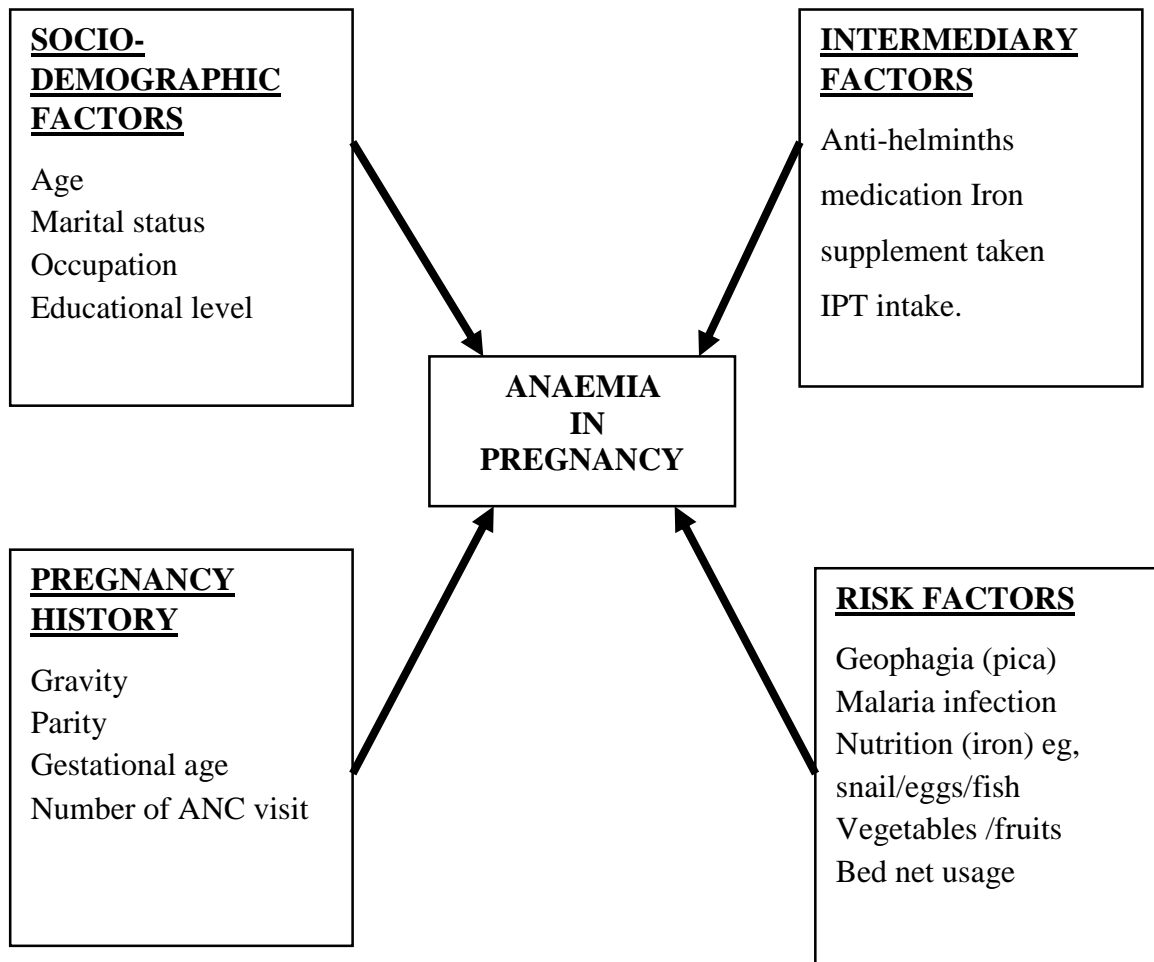 SOCIO-
DEMOGRAPHIC
FACTORS
Age
Marital status
Occupation
Educational level
INTERMEDIARY
FACTORS
Anti-helminths
medication Iron
supplement taken
IPT intake.
ANAEMIA
IN
PREGNANCY
PREGNANCY
HISTORY
Gravity
Parity
Gestational age
Number of ANC visit
RISK FACTORS
Geophagia (pica)
Malaria infection
Nutrition (iron) eg,
snail/eggs/fish
Vegetables /fruits
Bed net usage